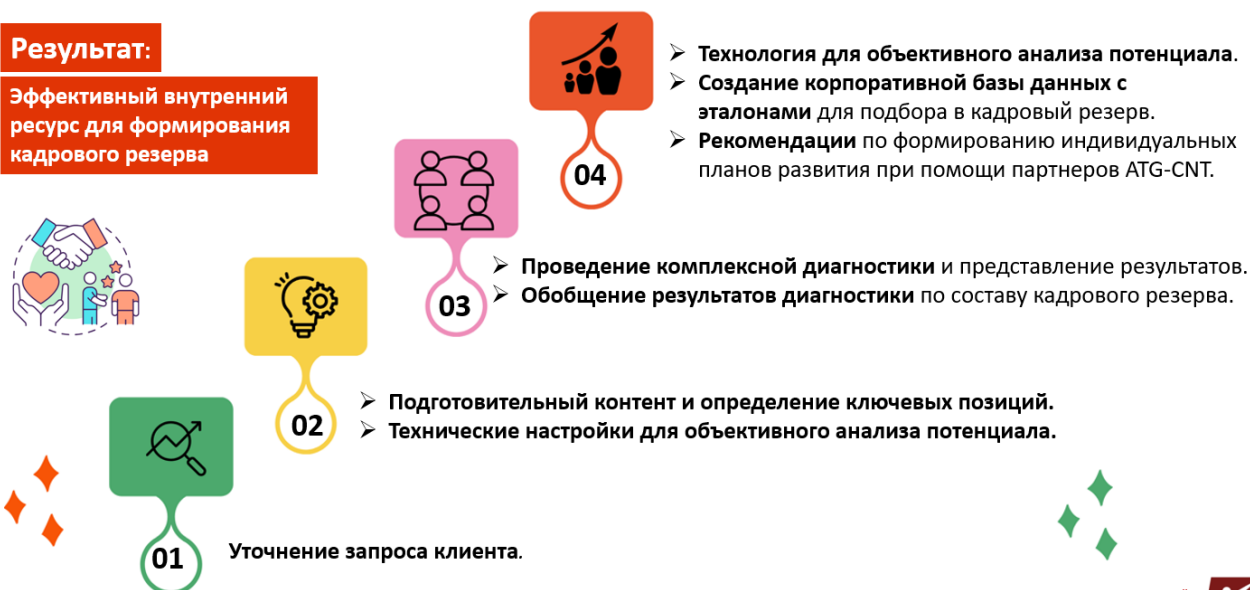 Результат:
Эффективный внутренний
ресурс для формирования
кадрового резерва
04
➢ Технология для объективного анализа потенциала.
➢ Создание корпоративной базы данных с
эталонами для подбора в кадровый резерв.
➢ Рекомендации по формированию индивидуальных
планов развития при помощи партнеров ATG-CNT.
03
➢ Проведение комплексной диагностики и представление результатов.
➢ Обобщение результатов диагностики по составу кадрового резерва.
02
➢ Подготовительный контент и определение ключевых позиций.
➢ Технические настройки для объективного анализа потенциала.
01
Уточнение запроса клиента.